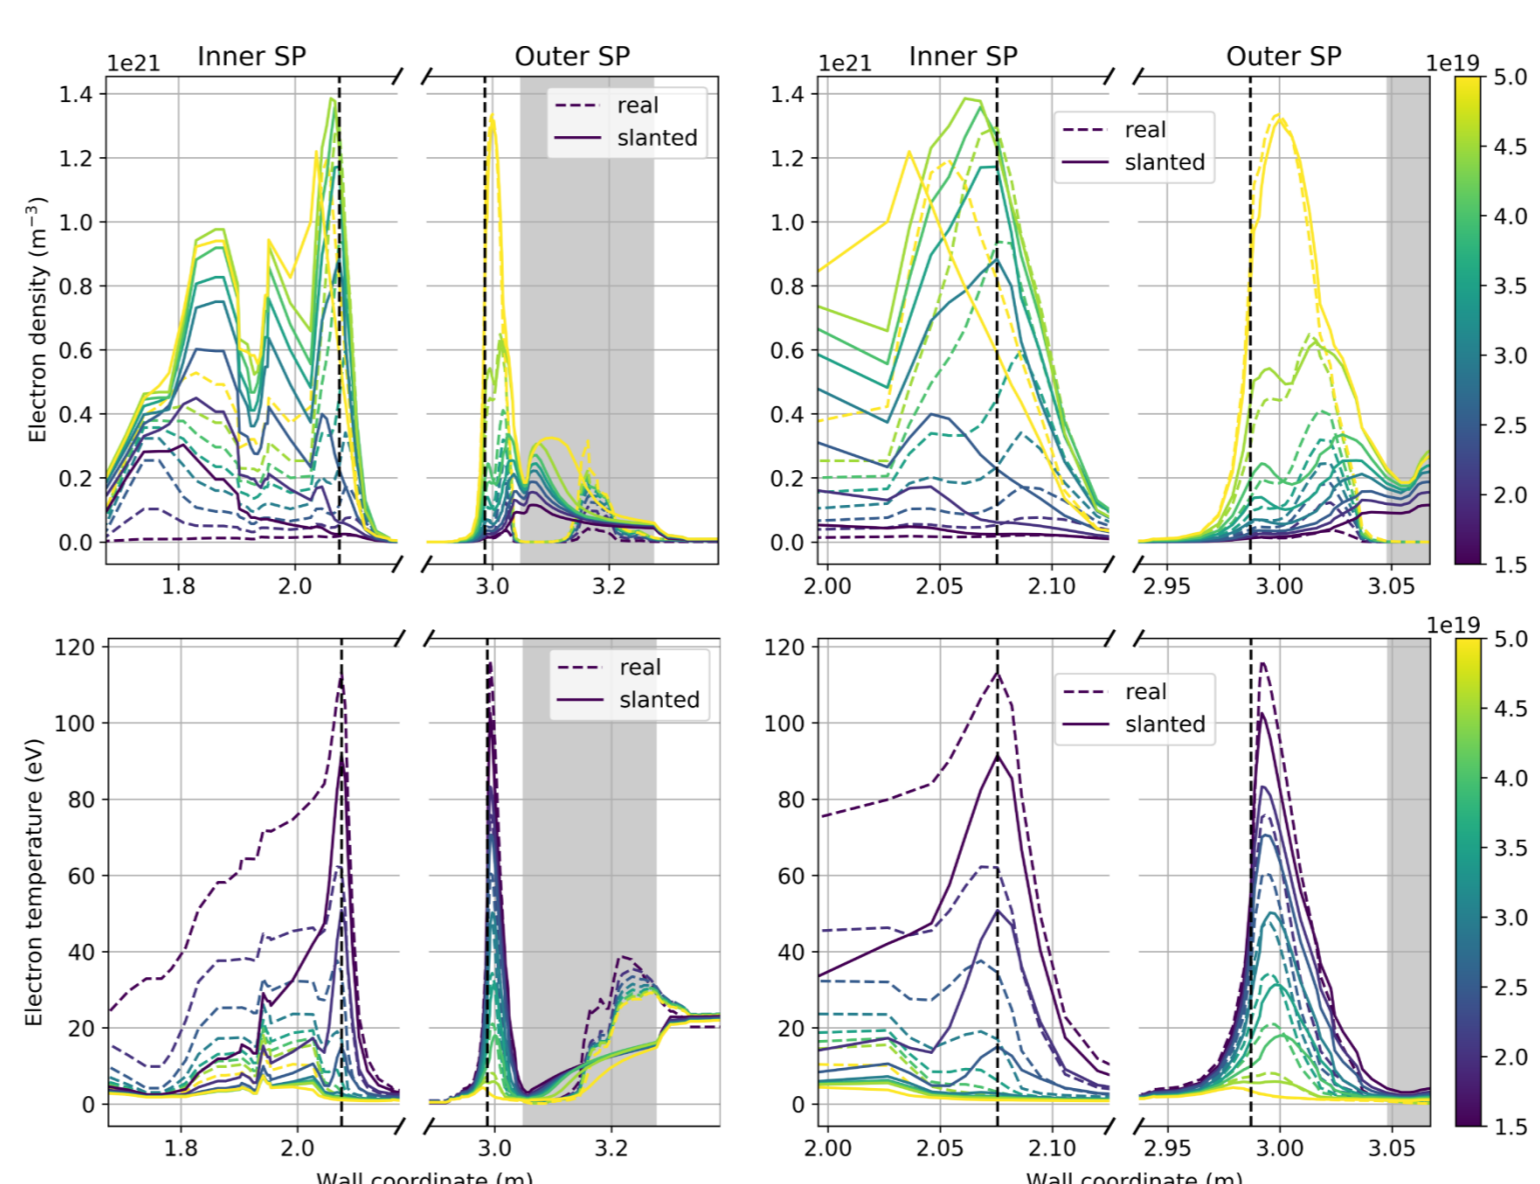 Inner SP Outer SP Inner SP Outer SP
1e21 1e21 1e19
real
slanted
real
slanted
Electron density (m⁻³)
1.4
1.2
1.0
0.8
0.6
0.4
0.2
0.0
1.8 2.0 3.0 3.2
1.4
1.2
1.0
0.8
0.6
0.4
0.2
0.0
2.00 2.05 2.10 2.95 3.00 3.05
5.0
4.5
4.0
3.5
3.0
2.5
2.0
1.5
1e19
real
slanted
real
slanted
Electron temperature (eV)
120
100
80
60
40
20
0
1.8 2.0 3.0 3.2
120
100
80
60
40
20
0
2.00 2.05 2.10 2.95 3.00 3.05
5.0
4.5
4.0
3.5
3.0
2.5
2.0
1.5
Wall coordinate (m) Wall coordinate (m)